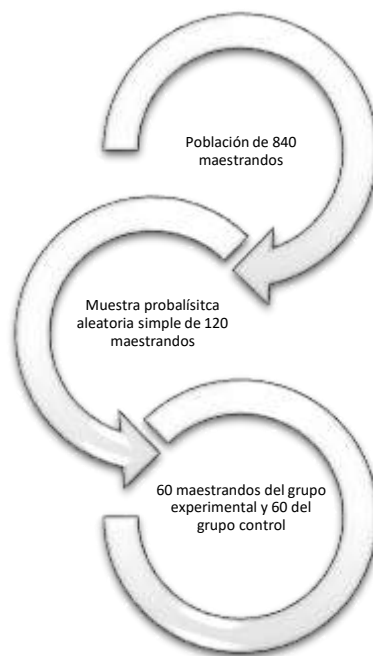 Población de 840
maestrandos
Muestra probalísitca
aleatoria simple de 120
maestrandos
60 maestrandos del grupo
experimental y 60 del
grupo control